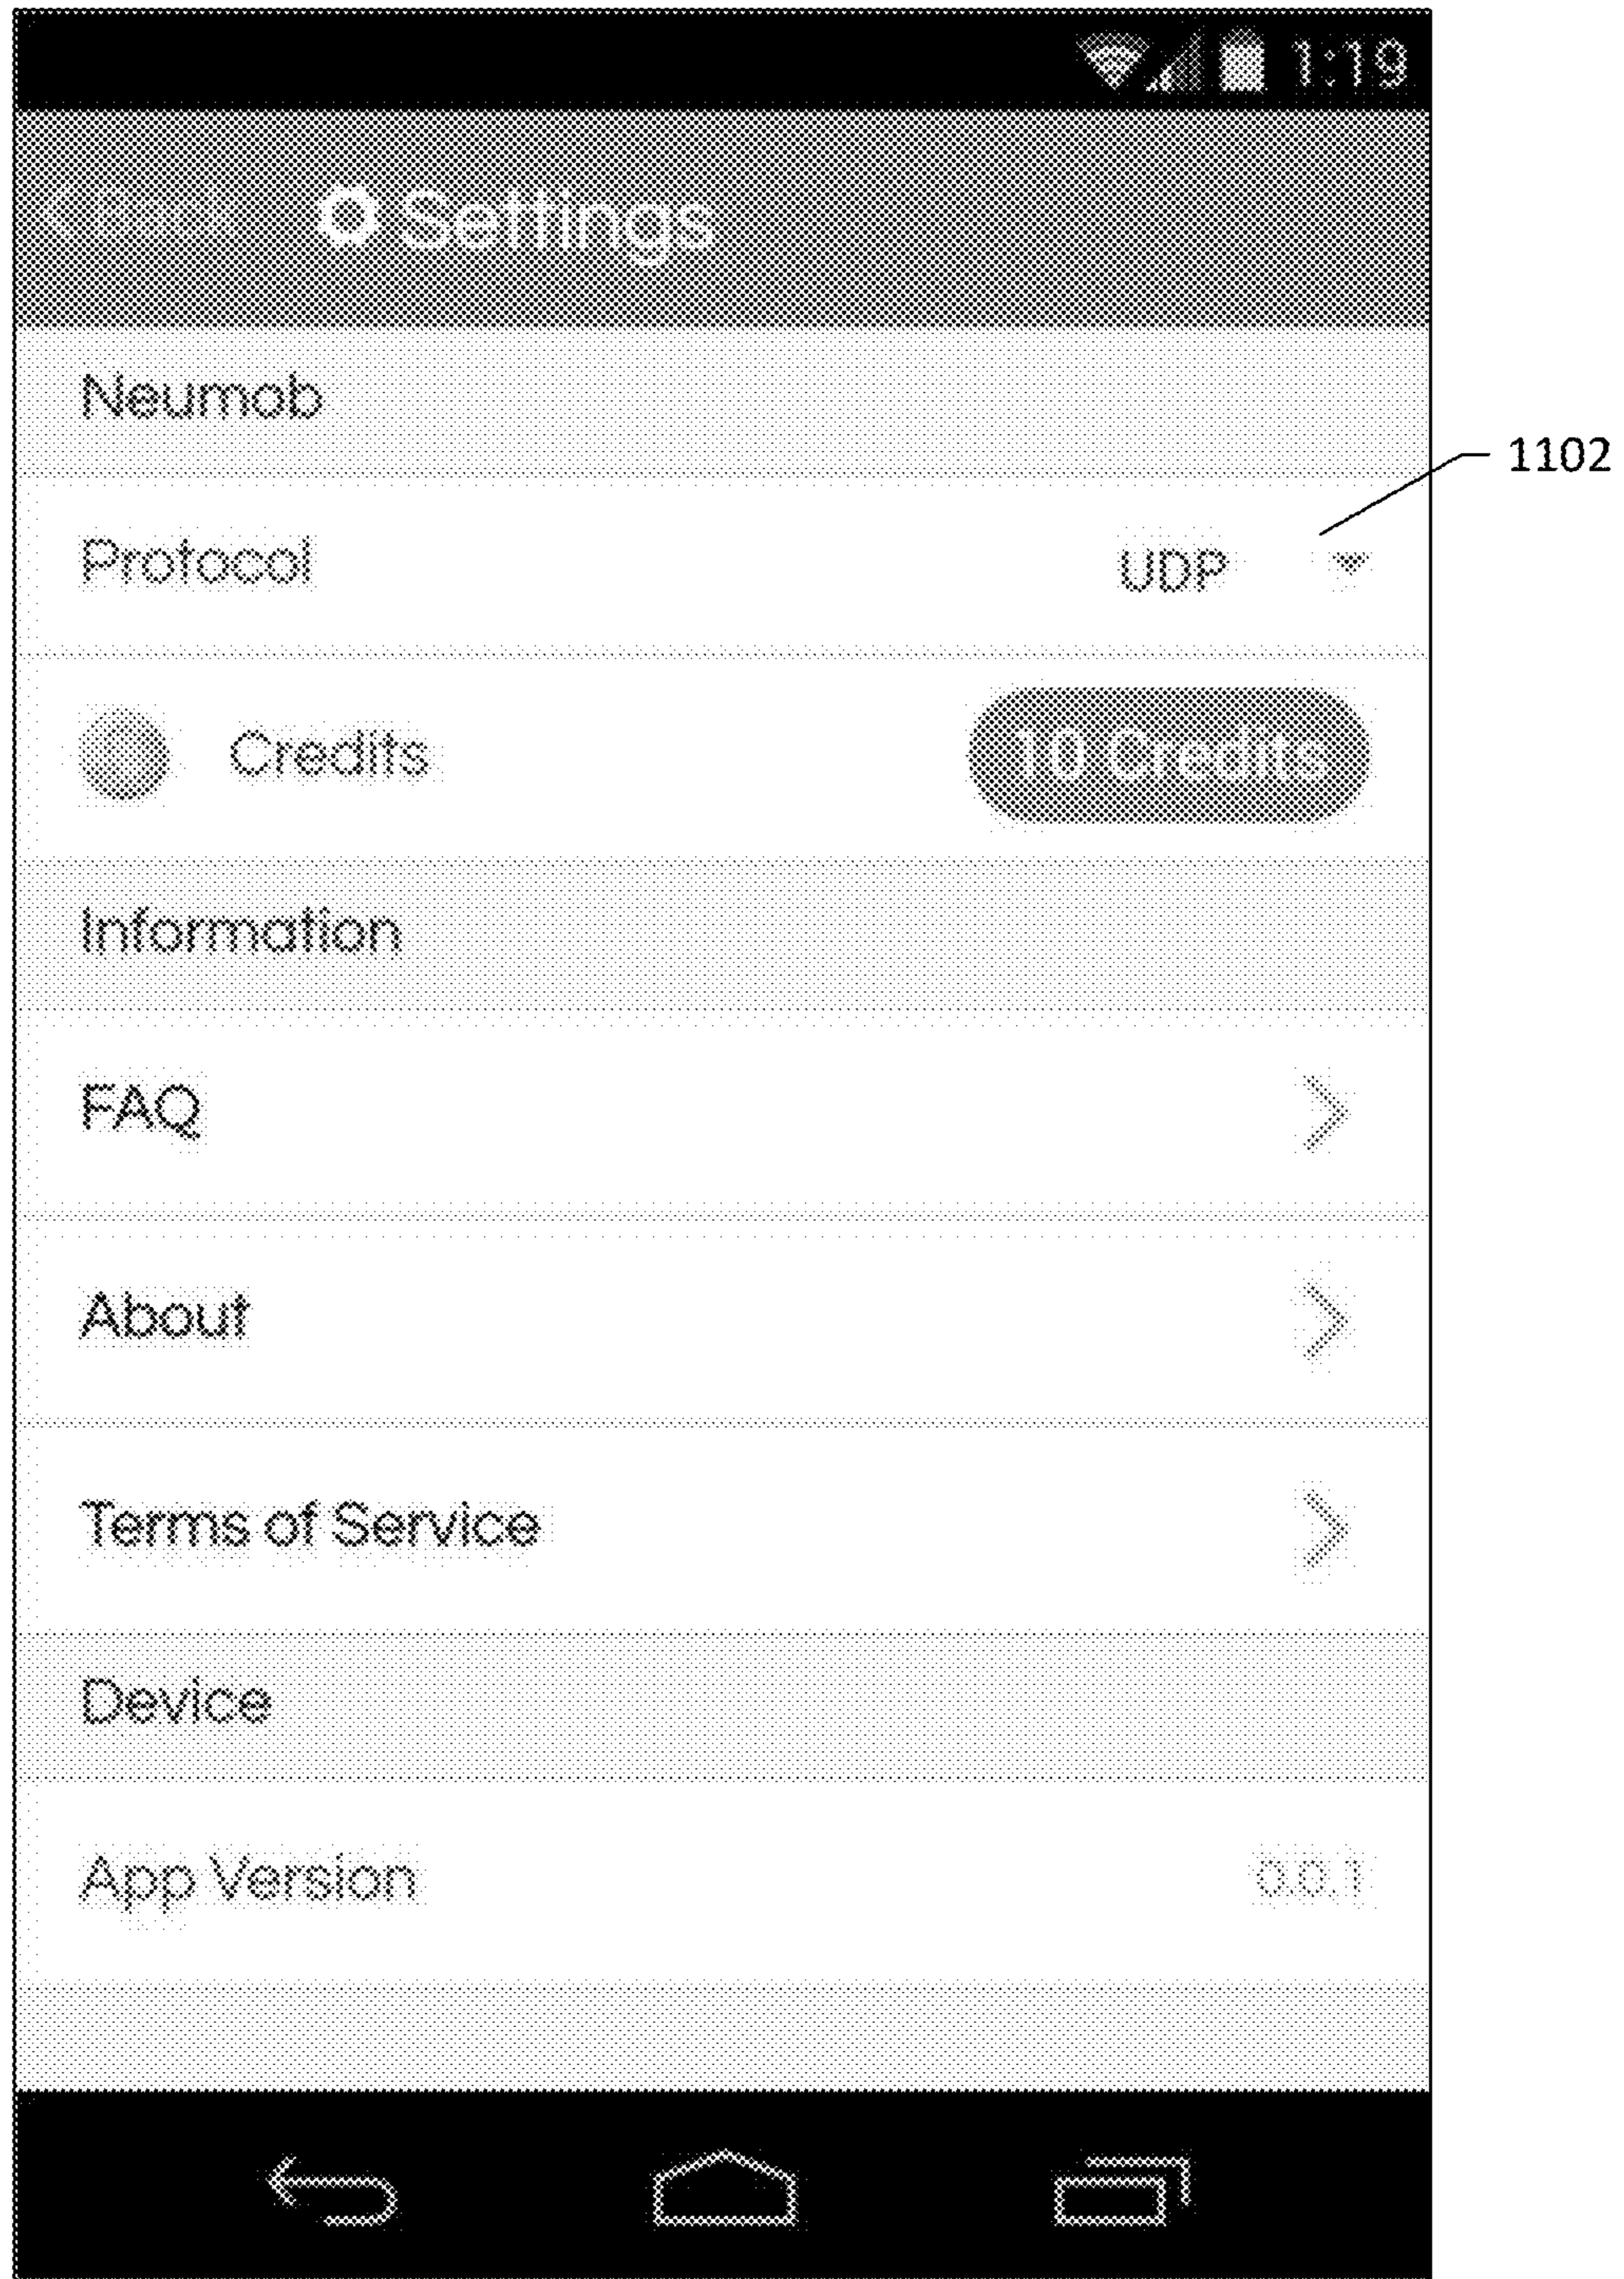 1:19
< Back Settings
Neumob
1102
Protocol UDP
Credits 10 Credits
Information
FAQ
About
Terms of Service
Device
App Version 0.0.1